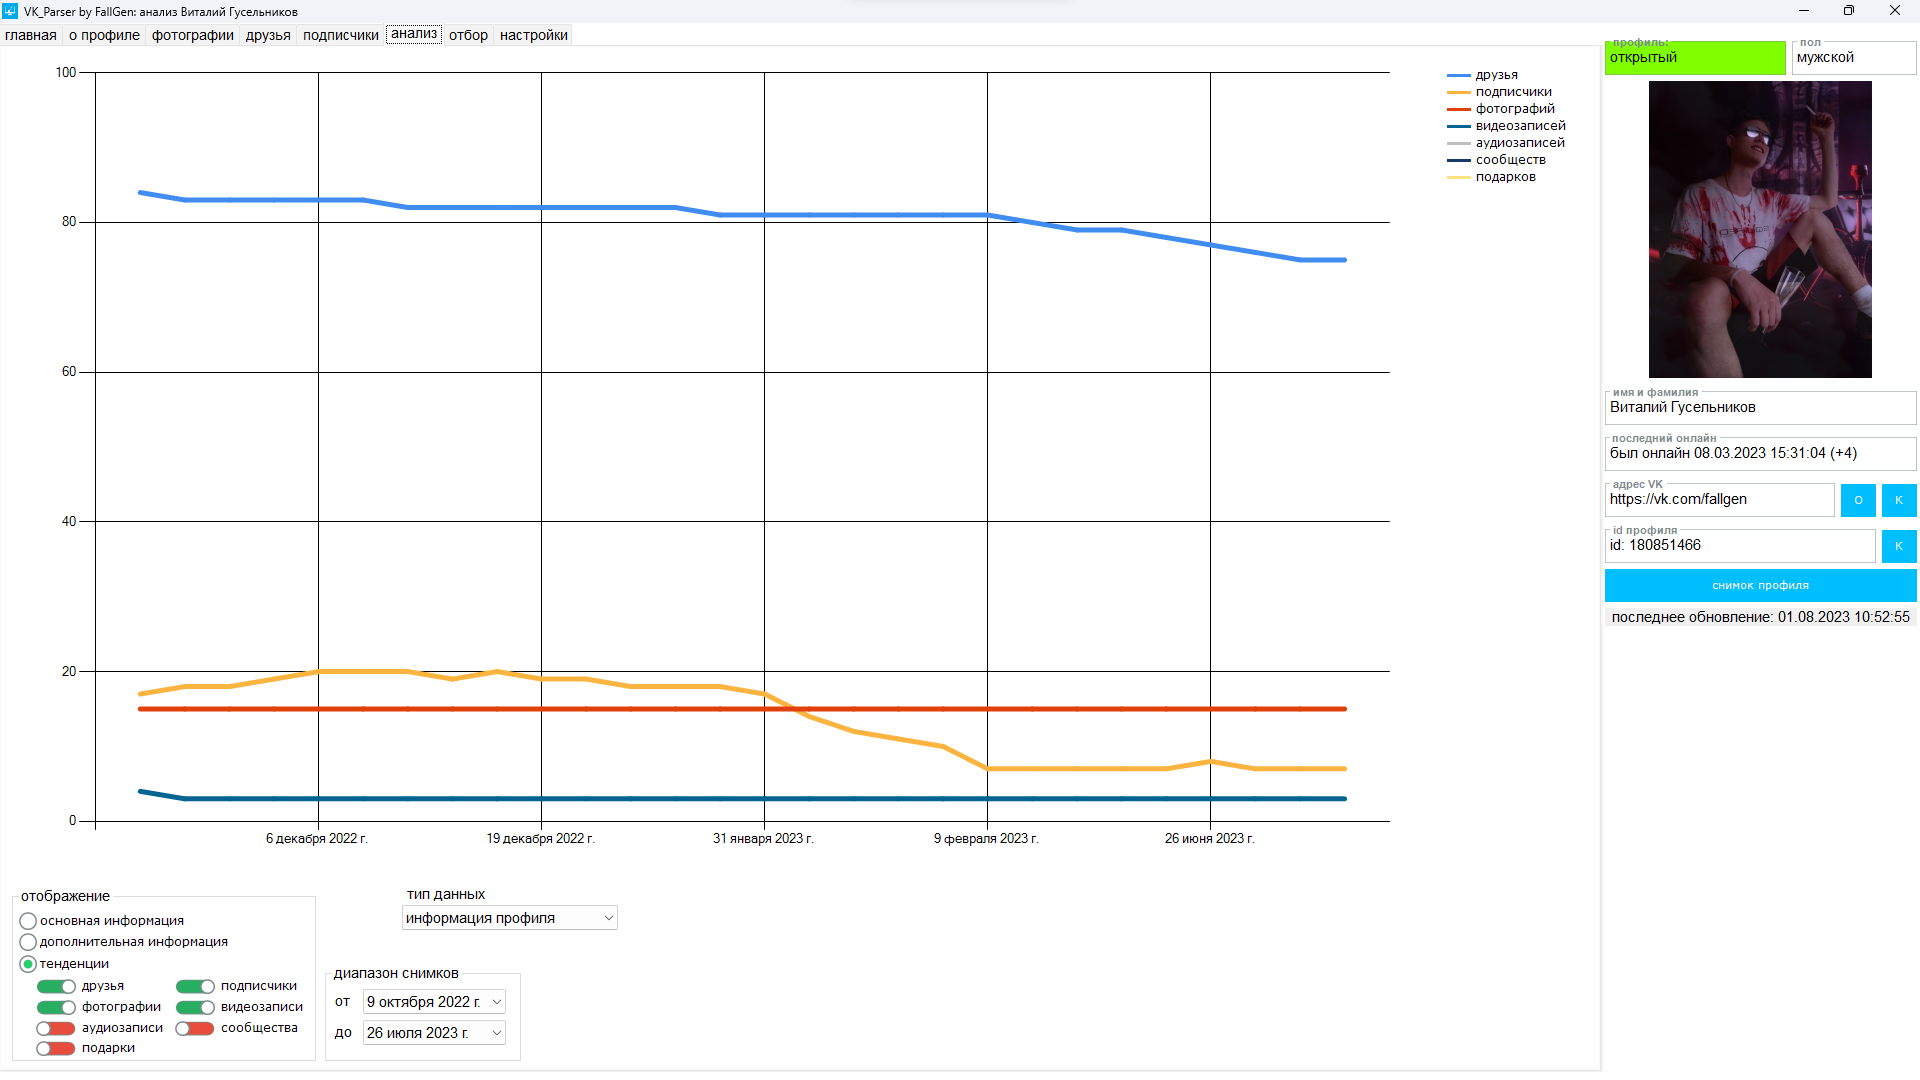 VK_Parser by FallGen: анализ Виталий Гусельников
главная о профиле фотографии друзья подписчики анализ отбор настройки
100
80
60
40
20
0
6 декабря 2022 г. 19 декабря 2022 г. 31 января 2023 г. 9 февраля 2023 г. 26 июня 2023 г.
друзья
подписчики
фотографий
видеозаписей
аудиозаписей
сообществ
подарков
отображение
основная информация
дополнительная информация
тенденции
друзья подписчики
фотографии видеозаписи
аудиозаписи сообщества
подарки
тип данных
информация профиля
диапазон снимков
от 9 октября 2022 г.
до 26 июля 2023 г.
профиль: пол
открытый мужской
имя и фамилия
Виталий Гусельников
последний онлайн
был онлайн 08.03.2023 15:31:04 (+4)
адрес VK
https://vk.com/fallgen О К
id профиля
id: 180851466 К
снимок профиля
последнее обновление: 01.08.2023 10:52:55